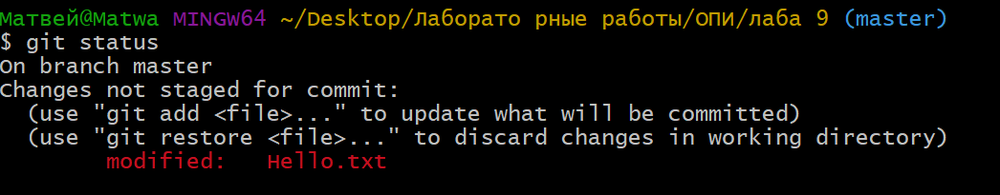 Матвей@Matwa MINGW64 ~/Desktop/Лаборато рные работы/ОПИ/лаба 9 (master)
$ git status
On branch master
Changes not staged for commit:
  (use "git add <file>..." to update what will be committed)
  (use "git restore <file>..." to discard changes in working directory)
        modified:   Hello.txt